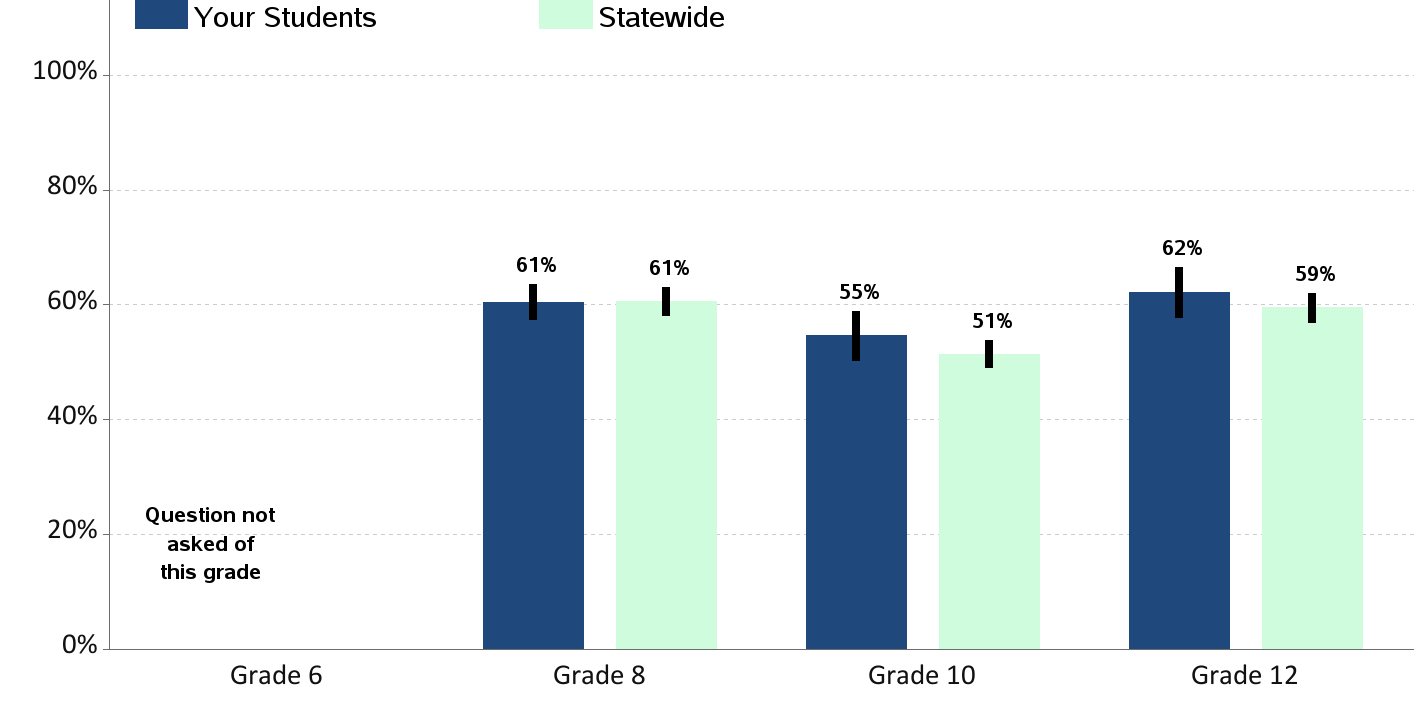 Your Students Statewide
100%
80%
60%
40%
20%
0%
61% 61% 55% 51% 62% 59%
Question not
asked of
this grade
Grade 6 Grade 8 Grade 10 Grade 12